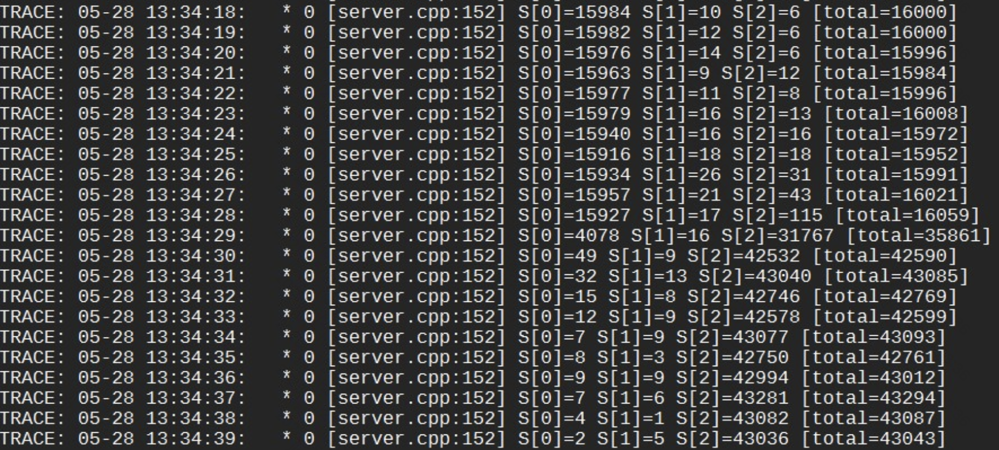 TRACE: 05-28 13:34:18:    * 0 [server.cpp:152] S[0]=15984 S[1]=10 S[2]=6 [total=16000]
TRACE: 05-28 13:34:19:    * 0 [server.cpp:152] S[0]=15982 S[1]=12 S[2]=6 [total=16000]
TRACE: 05-28 13:34:20:    * 0 [server.cpp:152] S[0]=15976 S[1]=14 S[2]=6 [total=15996]
TRACE: 05-28 13:34:21:    * 0 [server.cpp:152] S[0]=15963 S[1]=9 S[2]=12 [total=15984]
TRACE: 05-28 13:34:22:    * 0 [server.cpp:152] S[0]=15977 S[1]=11 S[2]=8 [total=15996]
TRACE: 05-28 13:34:23:    * 0 [server.cpp:152] S[0]=15979 S[1]=16 S[2]=13 [total=16008]
TRACE: 05-28 13:34:24:    * 0 [server.cpp:152] S[0]=15940 S[1]=16 S[2]=16 [total=15972]
TRACE: 05-28 13:34:25:    * 0 [server.cpp:152] S[0]=15916 S[1]=18 S[2]=18 [total=15952]
TRACE: 05-28 13:34:26:    * 0 [server.cpp:152] S[0]=15934 S[1]=26 S[2]=31 [total=15991]
TRACE: 05-28 13:34:27:    * 0 [server.cpp:152] S[0]=15957 S[1]=21 S[2]=43 [total=16021]
TRACE: 05-28 13:34:28:    * 0 [server.cpp:152] S[0]=15927 S[1]=17 S[2]=115 [total=16059]
TRACE: 05-28 13:34:29:    * 0 [server.cpp:152] S[0]=4078 S[1]=16 S[2]=31767 [total=35861]
TRACE: 05-28 13:34:30:    * 0 [server.cpp:152] S[0]=49 S[1]=9 S[2]=42532 [total=42590]
TRACE: 05-28 13:34:31:    * 0 [server.cpp:152] S[0]=32 S[1]=13 S[2]=43040 [total=43085]
TRACE: 05-28 13:34:32:    * 0 [server.cpp:152] S[0]=15 S[1]=8 S[2]=42746 [total=42769]
TRACE: 05-28 13:34:33:    * 0 [server.cpp:152] S[0]=12 S[1]=9 S[2]=42578 [total=42599]
TRACE: 05-28 13:34:34:    * 0 [server.cpp:152] S[0]=7 S[1]=9 S[2]=43077 [total=43093]
TRACE: 05-28 13:34:35:    * 0 [server.cpp:152] S[0]=8 S[1]=3 S[2]=42750 [total=42761]
TRACE: 05-28 13:34:36:    * 0 [server.cpp:152] S[0]=9 S[1]=9 S[2]=42994 [total=43012]
TRACE: 05-28 13:34:37:    * 0 [server.cpp:152] S[0]=7 S[1]=6 S[2]=43281 [total=43294]
TRACE: 05-28 13:34:38:    * 0 [server.cpp:152] S[0]=4 S[1]=1 S[2]=43082 [total=43087]
TRACE: 05-28 13:34:39:    * 0 [server.cpp:152] S[0]=2 S[1]=5 S[2]=43036 [total=43043]